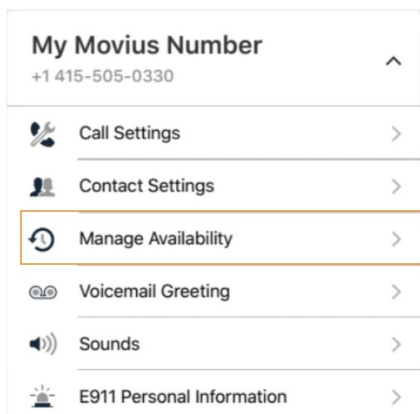 My Movius Number
+1 415-505-0330
Call Settings
Contact Settings
Manage Availability
Voicemail Greeting
Sounds
E911 Personal Information